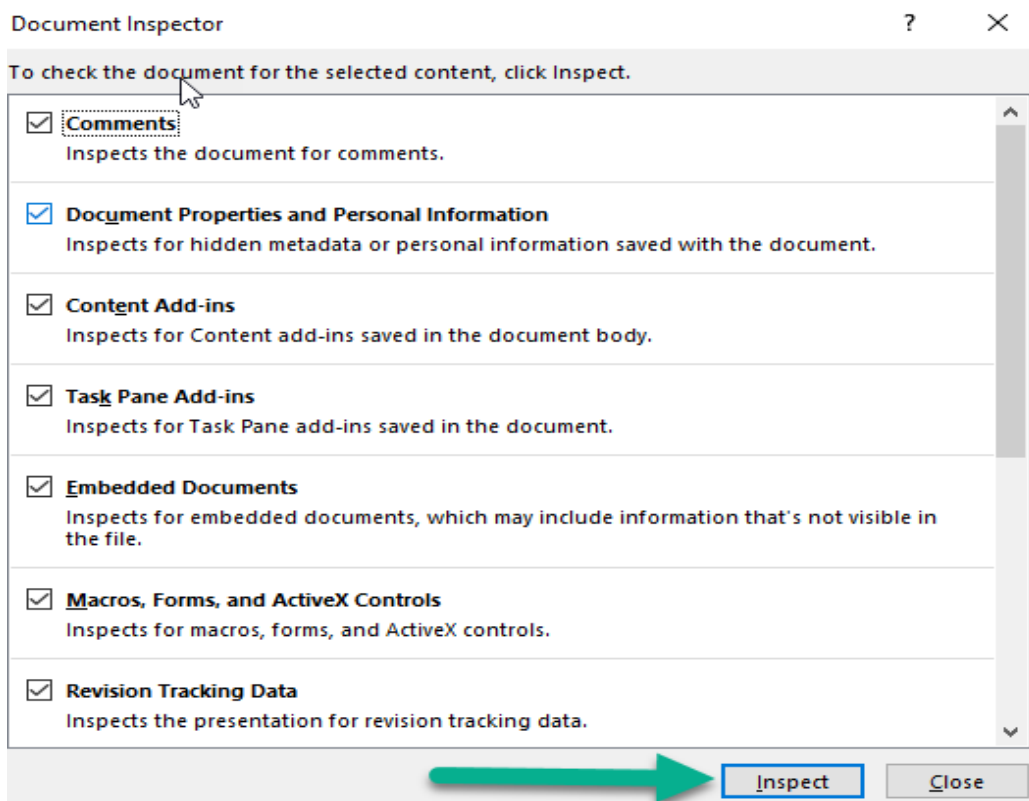 Document Inspector ? ×
To check the document for the selected content, click Inspect.
Comments
Inspects the document for comments.
Document Properties and Personal Information
Inspects for hidden metadata or personal information saved with the document.
Content Add-ins
Inspects for Content add-ins saved in the document body.
Task Pane Add-ins
Inspects for Task Pane add-ins saved in the document.
Embedded Documents
Inspects for embedded documents, which may include information that's not visible in
the file.
Macros, Forms, and ActiveX Controls
Inspects for macros, forms, and ActiveX controls.
Revision Tracking Data
Inspects the presentation for revision tracking data.
Inspect Close